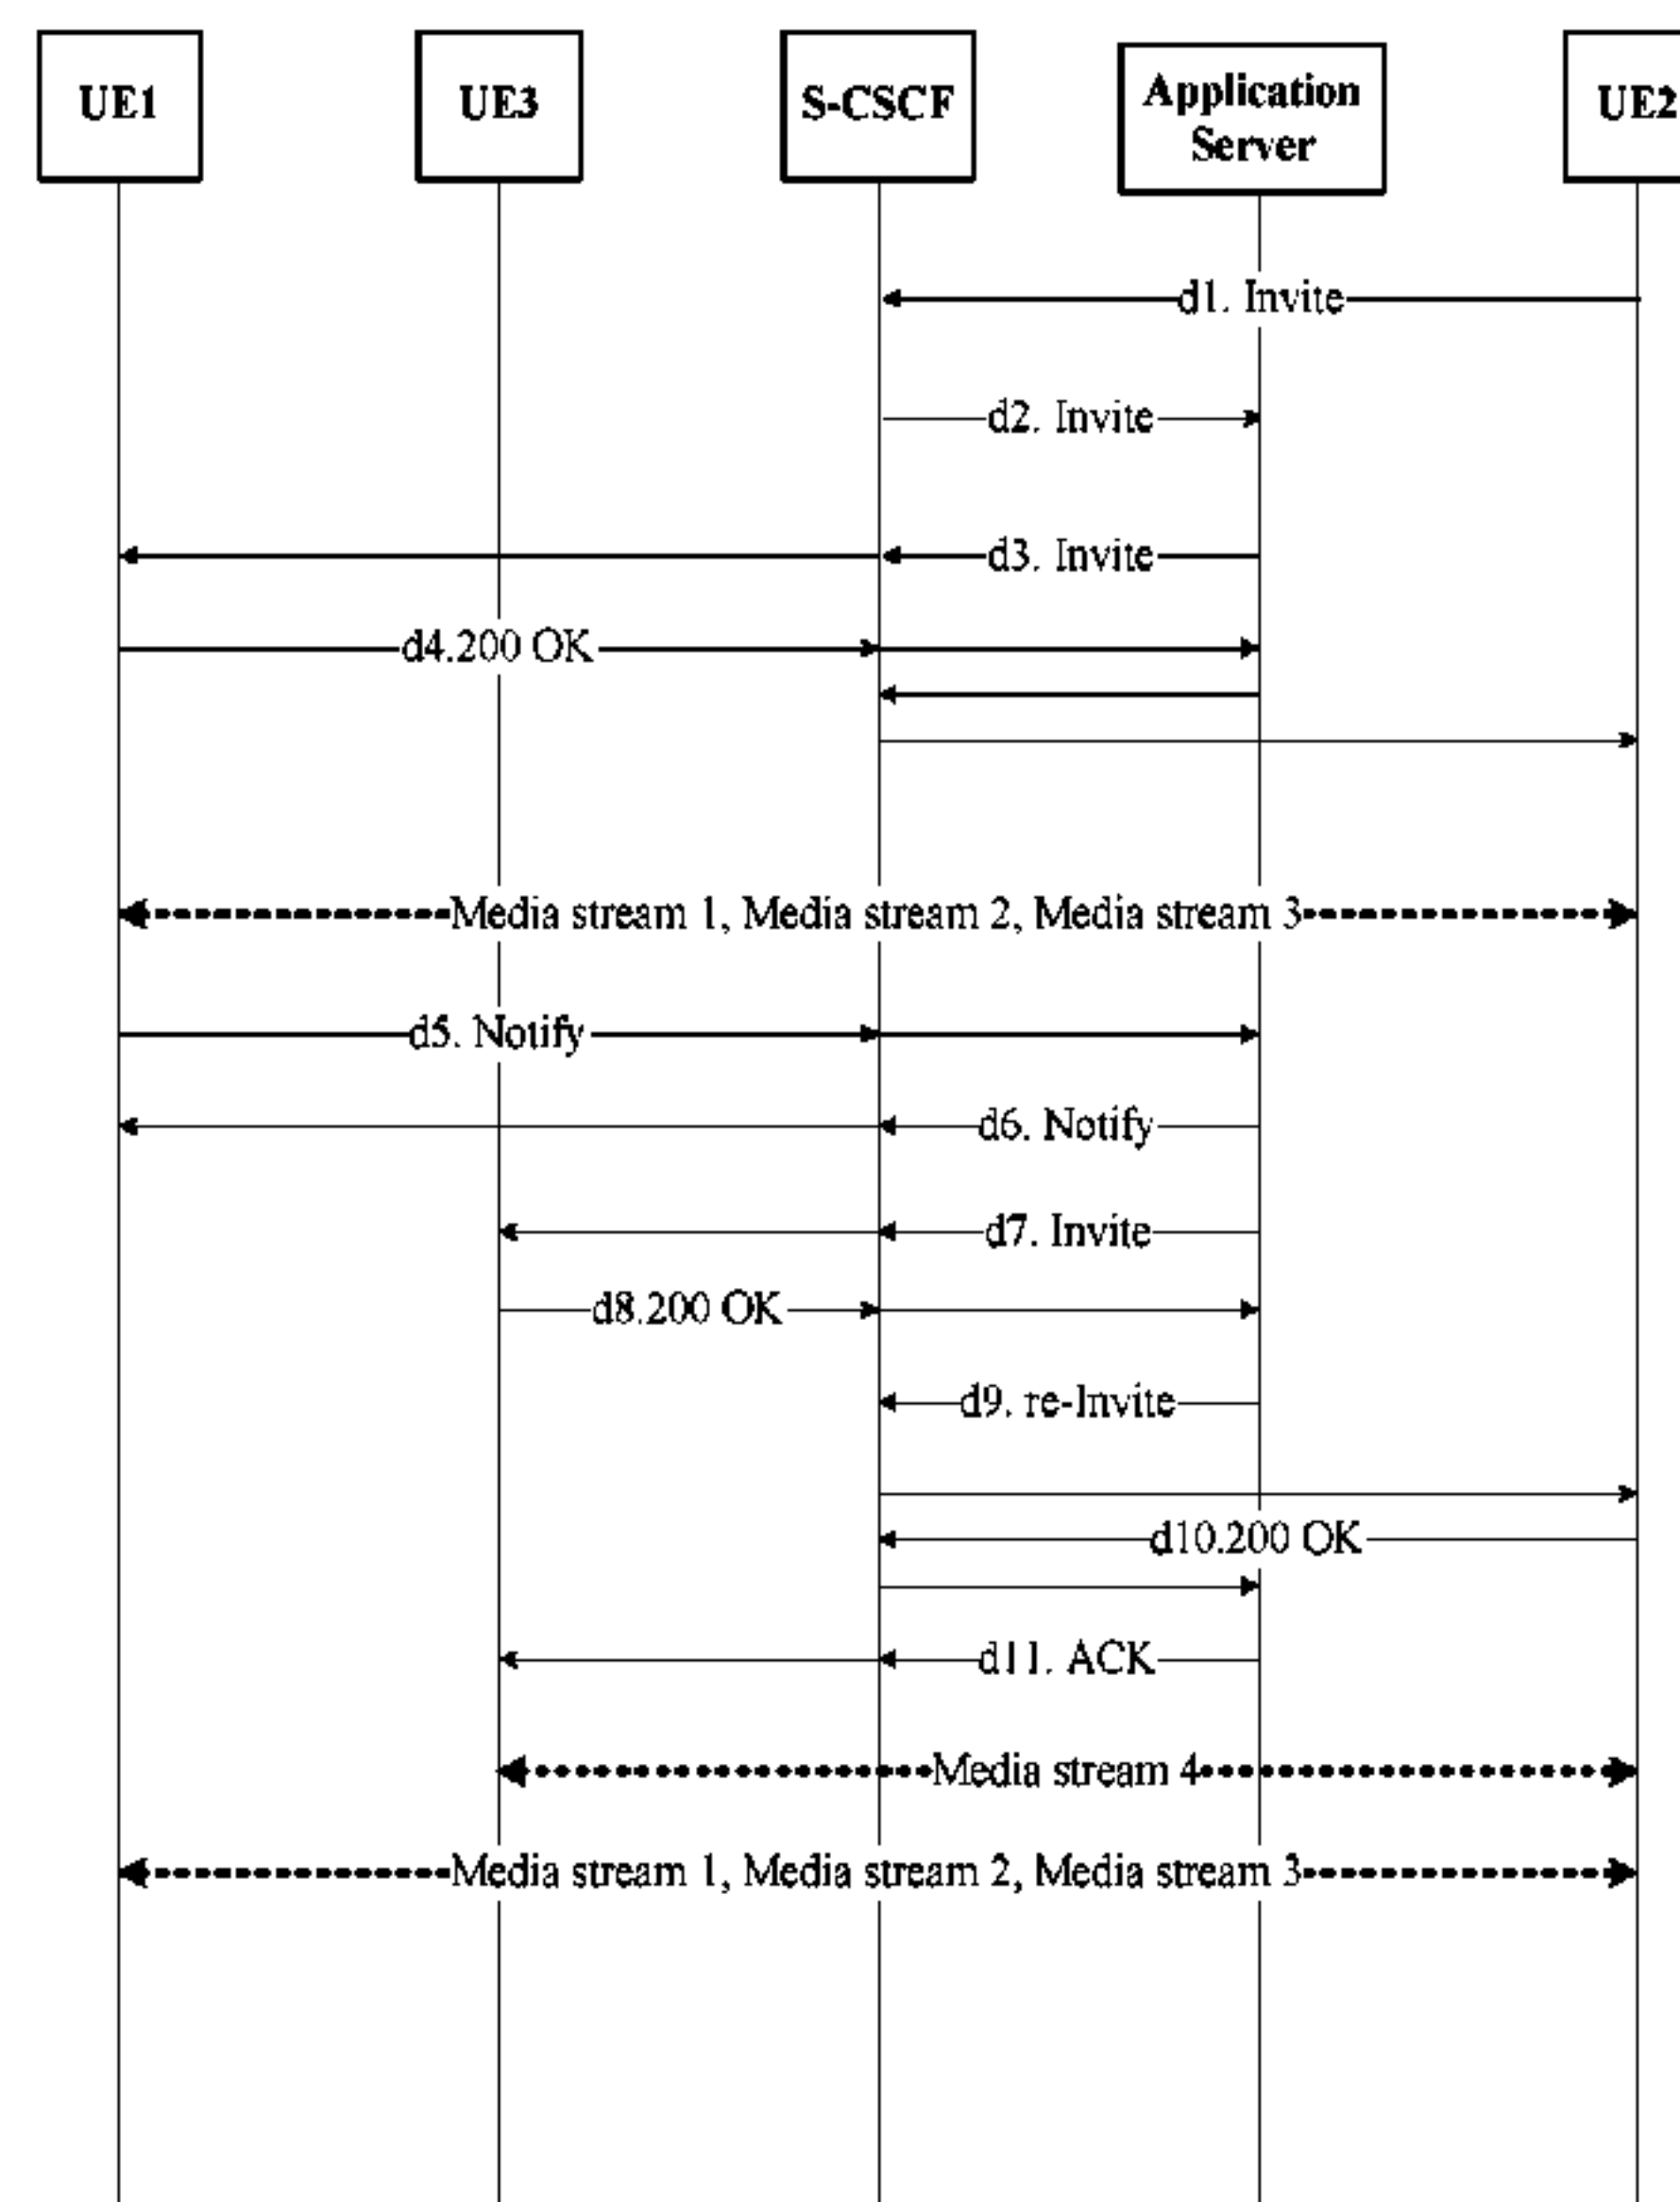 UE1
UE3
S-CSCF
Application
Server
UE2
d1. Invite
d2. Invite
d3. Invite
d4.200 OK
Media stream 1, Media stream 2, Media stream 3
d5. Notify
d6. Notify
d7. Invite
d8.200 OK
d9. re-Invite
d10.200 OK
d11. ACK
Media stream 4
Media stream 1, Media stream 2, Media stream 3